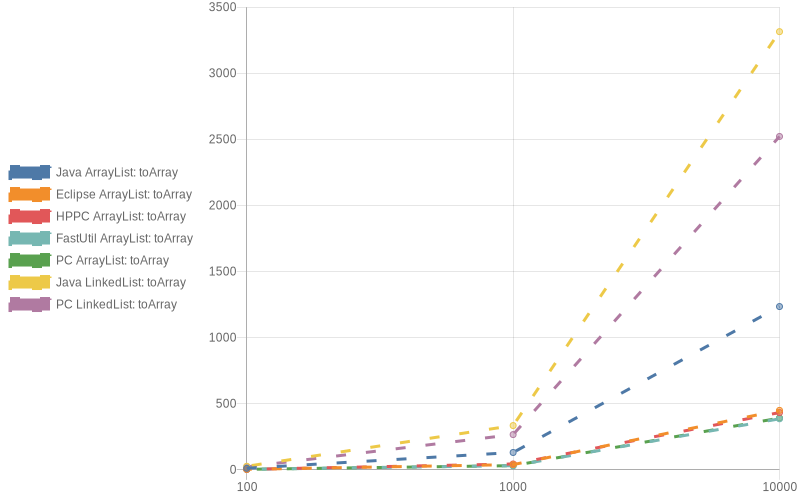 Java ArrayList: toArray
Eclipse ArrayList: toArray
HPPC ArrayList: toArray
FastUtil ArrayList: toArray
PC ArrayList: toArray
Java LinkedList: toArray
PC LinkedList: toArray
3500
3000
2500
2000
1500
1000
500
0
100
1000
10000